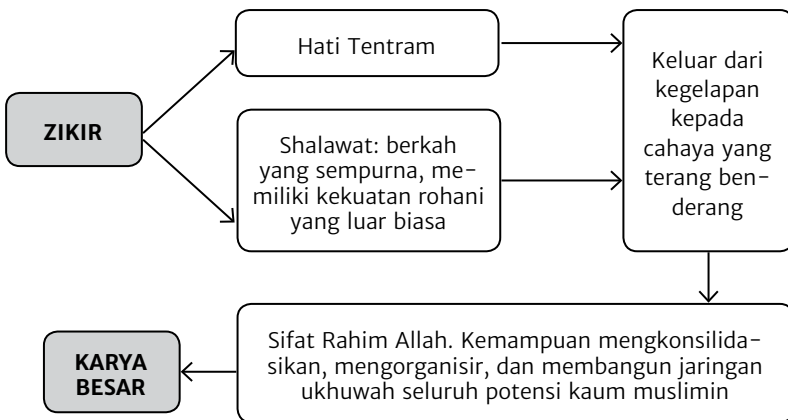 ZIKIR
Hati Tentram
Shalawat: berkah
yang sempurna, me-
miliki kekuatan rohani
yang luar biasa
Keluar dari
kegelapan
kepada
cahaya yang
terang ben-
derang
Sifat Rahim Allah. Kemampuan mengkonsilida-
sikan, mengorganisir, dan membangun jaringan
ukhuwah seluruh potensi kaum muslimin
KARYA
BESAR